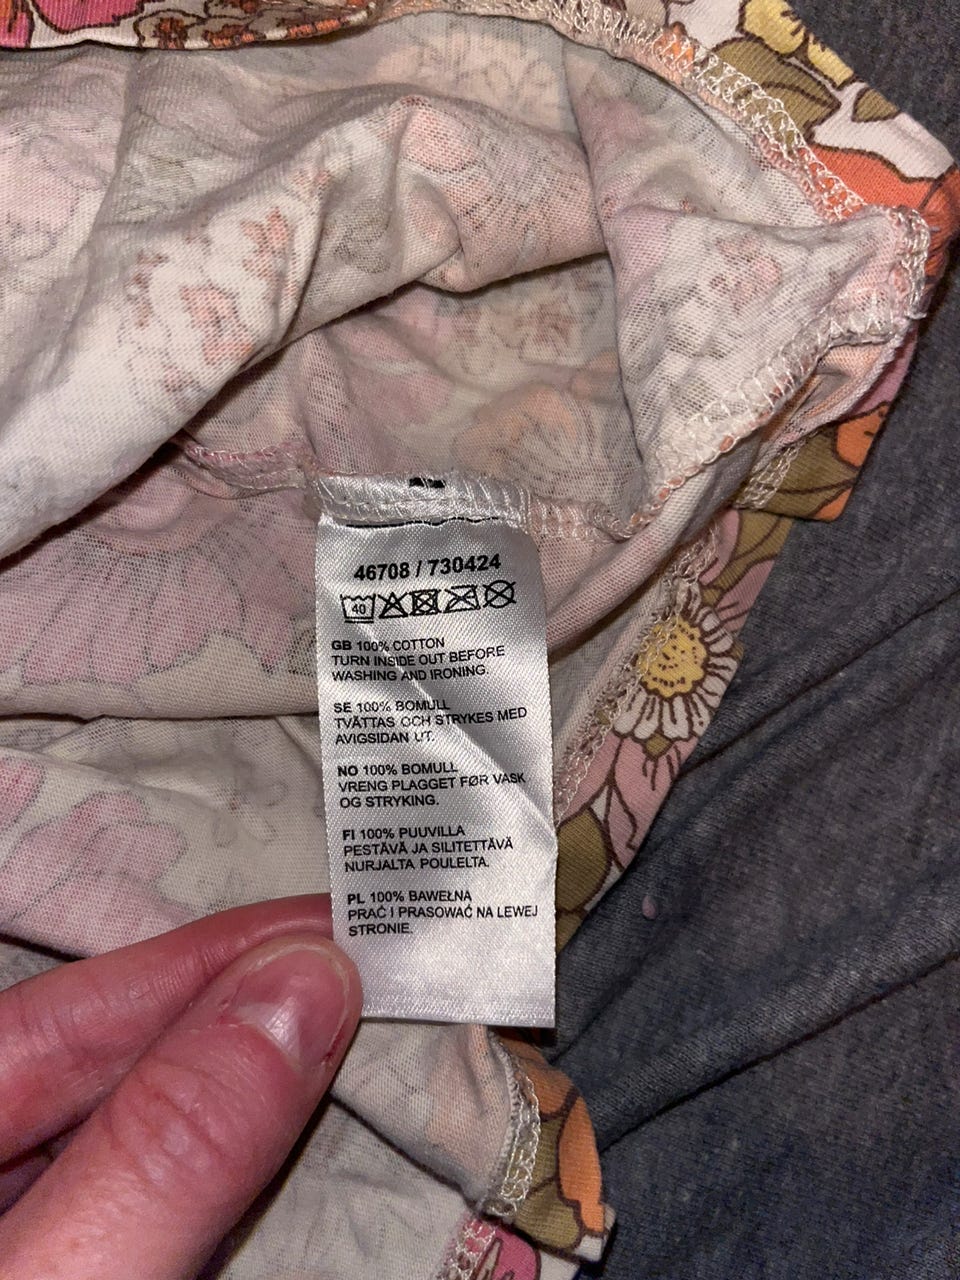 46708 / 730424
40
GB 100% COTTON
TURN INSIDE OUT BEFORE
WASHING AND IRONING.
SE 100% BOMULL
TVÄTTAS OCH STRYKES MED
AVIGSIDAN UT.
NO 100% BOMULL
VRENG PLAGGET FØR VASK
OG STRYKING.
FI 100% PUUVILLA
PESTÄVÄ JA SILITETTÄVÄ
NURJALTA POULELTA.
PL 100% BAWEŁNA
PRAĆ I PRASOWAĆ NA LEWEJ
STRONIE.